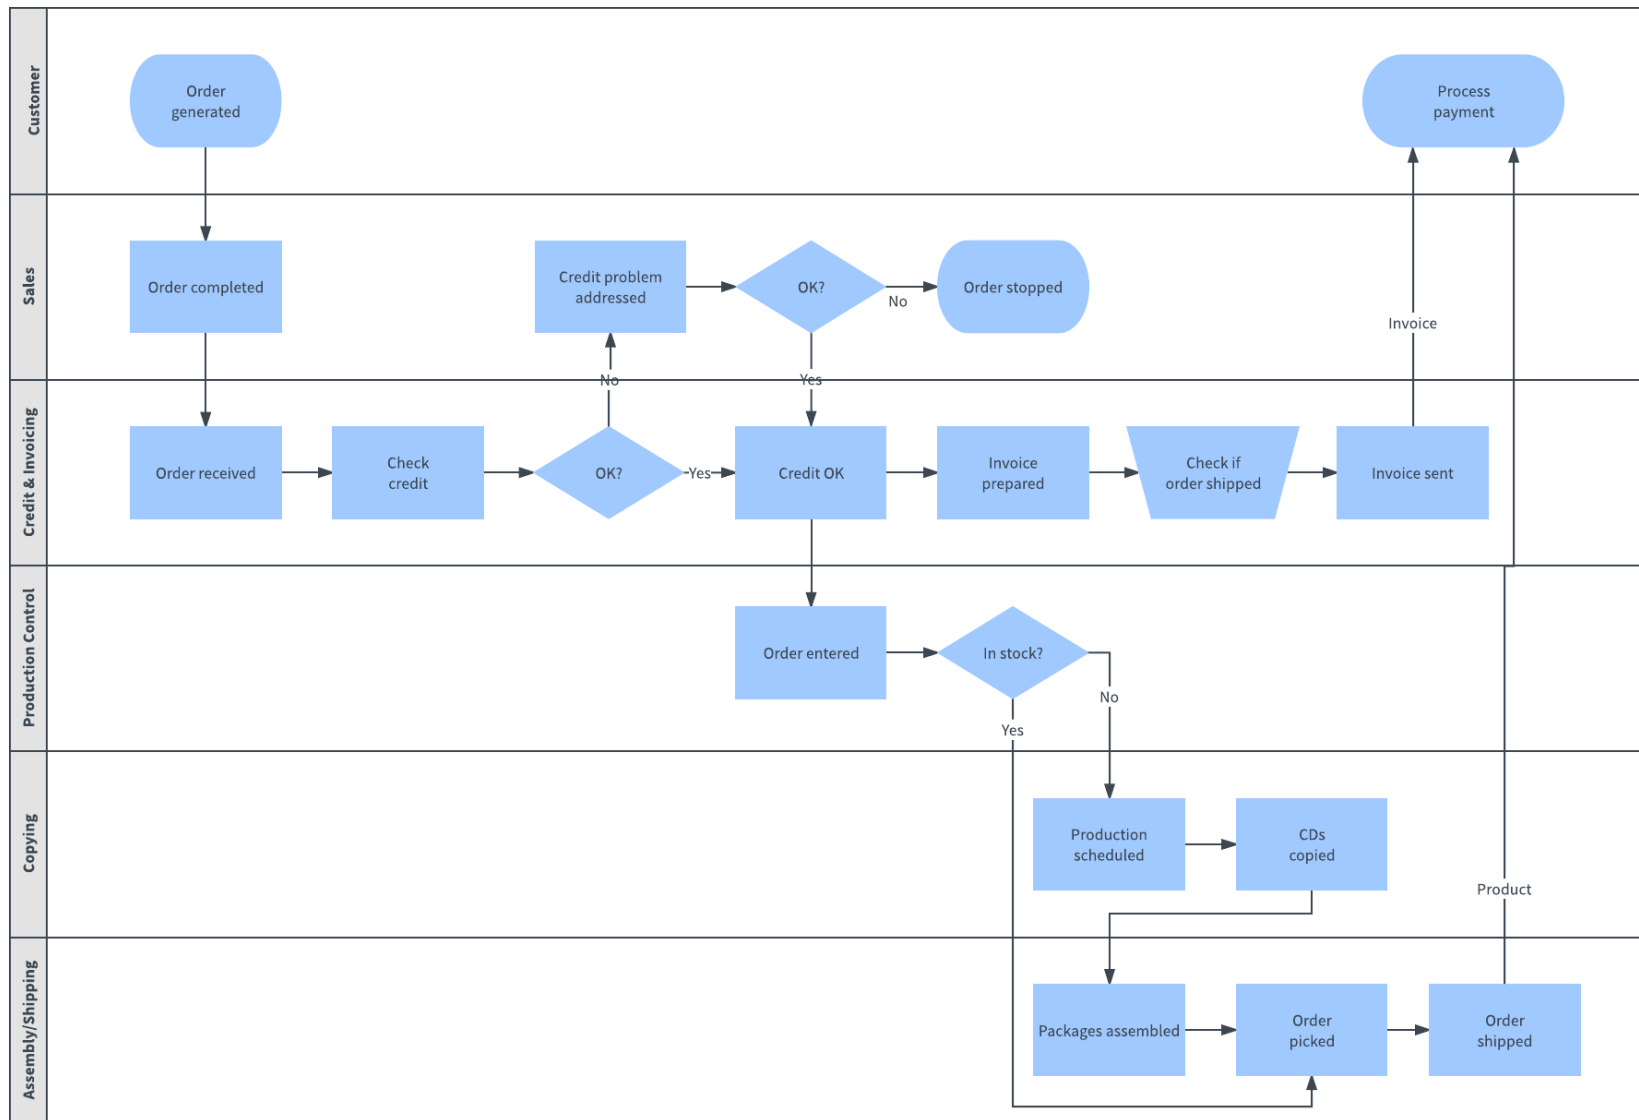 Customer
Order
generated
Process
payment
Sales
Order completed
Credit problem
addressed
OK?
No
Order stopped
Invoice
No
Yes
Credit & Invoicing
Order received
Check
credit
OK?
Yes
Credit OK
Invoice
prepared
Check if
order shipped
Invoice sent
Production Control
Order entered
In stock?
No
Yes
Copying
Production
scheduled
CDs
copied
Product
Assembly/Shipping
Packages assembled
Order
picked
Order
shipped